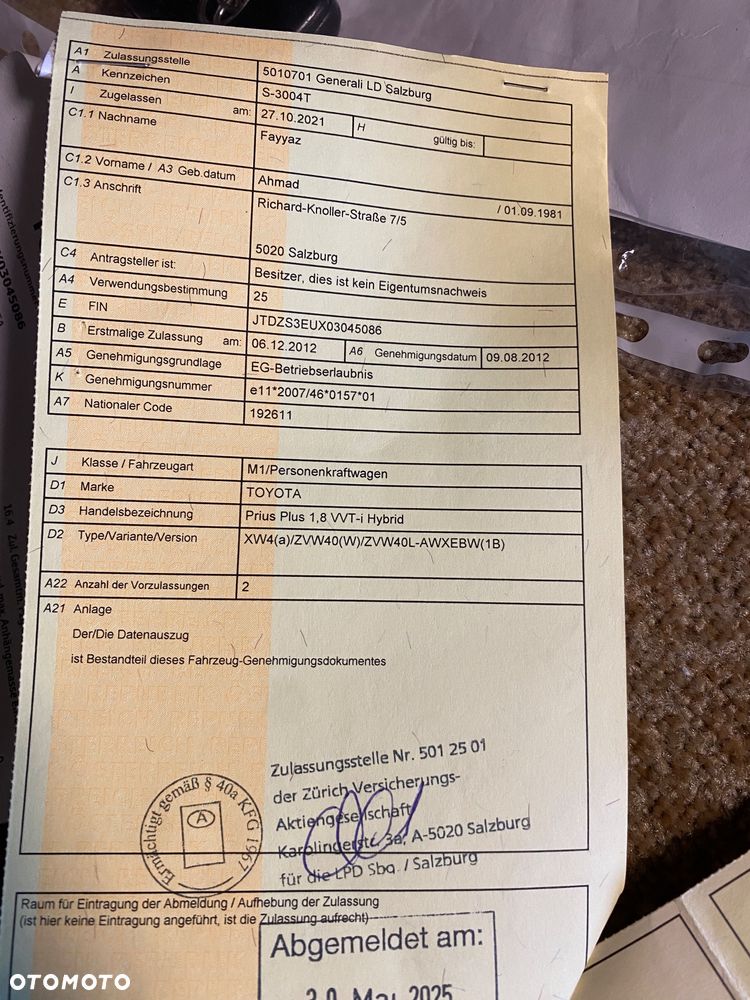 A1 Zulassungsstelle 5010701 Generali LD Salzburg
A Kennzeichen S-3004T
I Zugelassen am: 27.10.2021 H gültig bis:
C1.1 Nachname Fayyaz
C1.2 Vorname / A3 Geb.datum Ahmad / 01.09.1981
C1.3 Anschrift Richard-Knoller-Straße 7/5
5020 Salzburg
C4 Antragsteller ist: Besitzer, dies ist kein Eigentumsnachweis
A4 Verwendungsbestimmung 25
E FIN JTDZS3EUX03045086
B Erstmalige Zulassung am: 06.12.2012 A6 Genehmigungsdatum 09.08.2012
A5 Genehmigungsgrundlage EG-Betriebserlaubnis
K Genehmigungsnummer e11*2007/46*0157*01
A7 Nationaler Code 192611
J Klasse / Fahrzeugart M1/Personenkraftwagen
D1 Marke TOYOTA
D3 Handelsbezeichnung Prius Plus 1,8 VVT-i Hybrid
D2 Type/Variante/Version XW4(a)/ZVW40(W)/ZVW40L-AWXEBW(1B)
A22 Anzahl der Vorzulassungen 2
A21 Anlage
Der/Die Datenauszug
ist Bestandteil dieses Fahrzeug-Genehmigungsdokumentes
Zulassungsstelle Nr. 501 25 01
der Zürich Versicherungs-
Aktiengesellschaft
Karolingerstr. 3a, A-5020 Salzburg
für die LPD Sbg. / Salzburg
Ermächtigt gemäß § 40a KFG 1967
A
Raum für Eintragung der Abmeldung / Aufhebung der Zulassung
(ist hier keine Eintragung angeführt, ist die Zulassung aufrecht)
Abgemeldet am:
2025
03045086
OTOMOTO